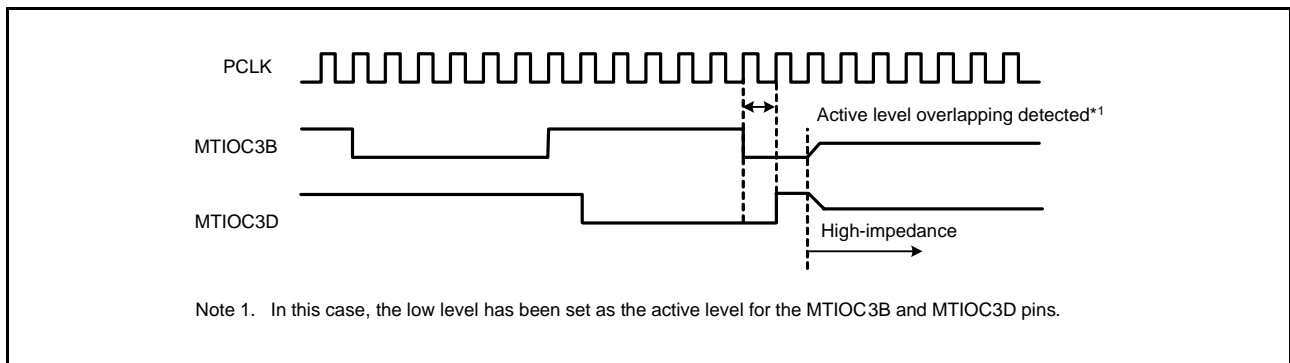 PCLK
Active level overlapping detected*1
MTIOC3B
MTIOC3D
High-impedance
Note 1. In this case, the low level has been set as the active level for the MTIOC3B and MTIOC3D pins.